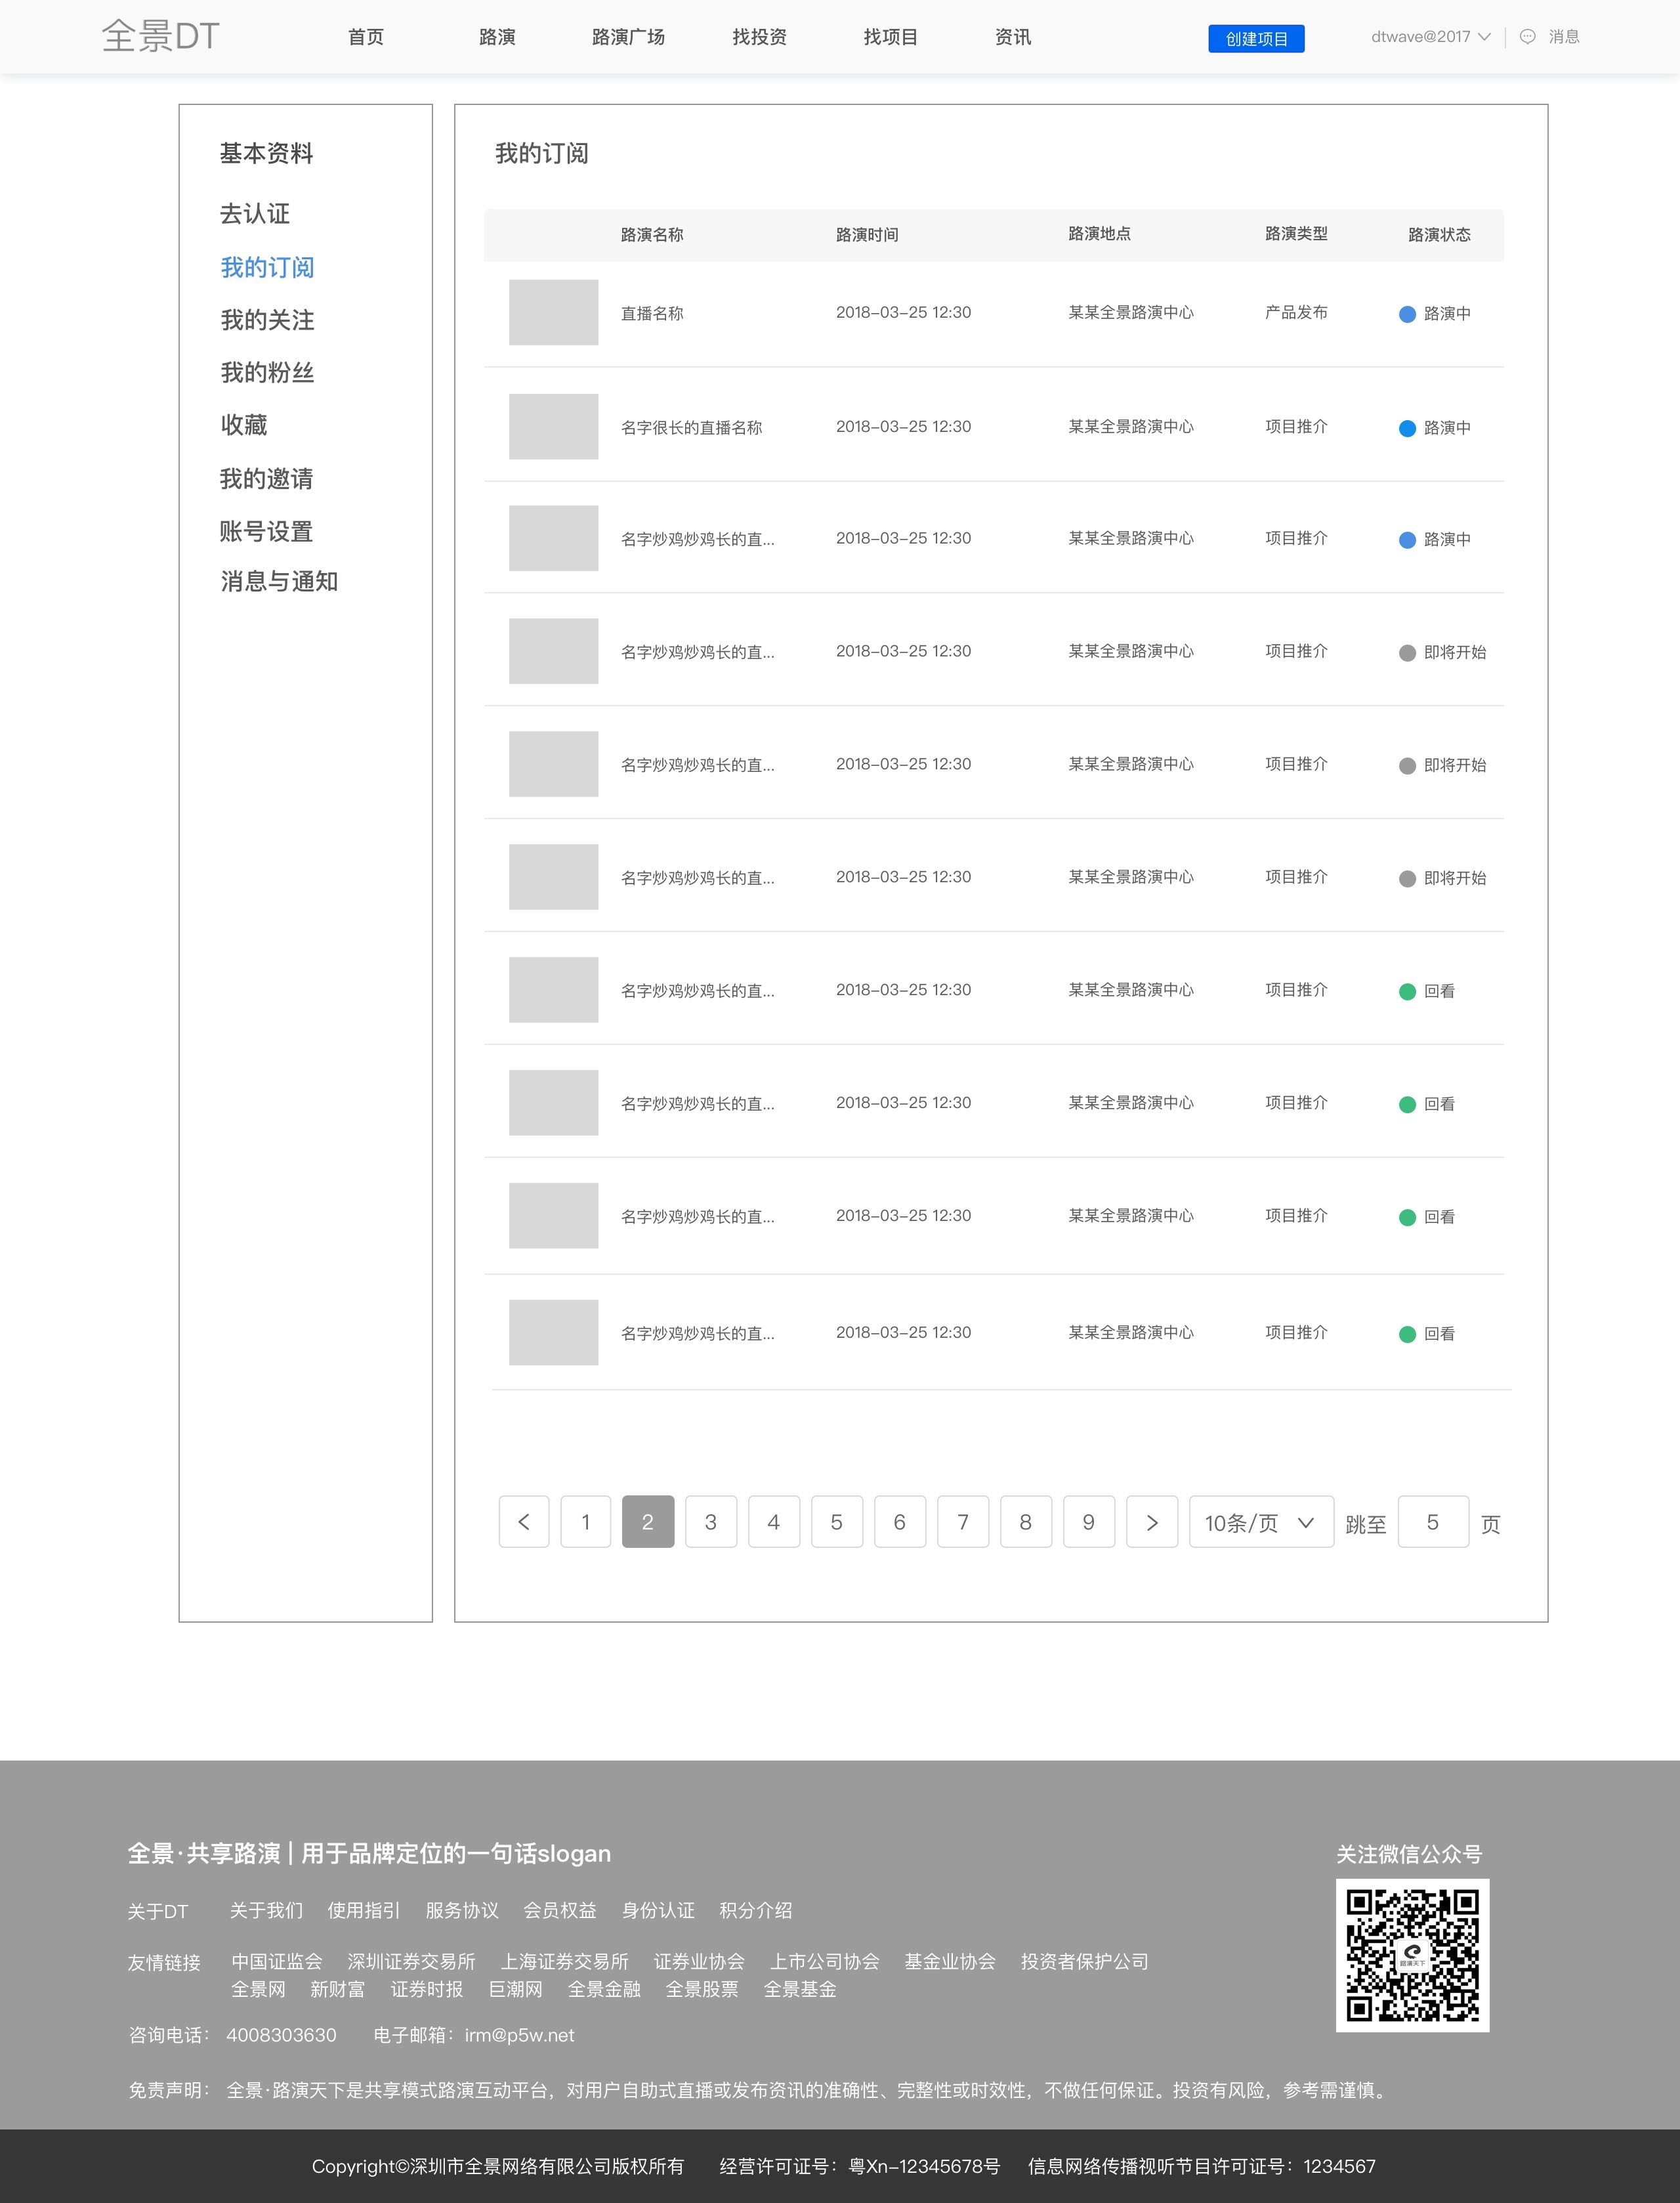 全景DT 首页 路演 路演广场 找投资 找项目 资讯 创建项目 dtwave@2017 消息
基本资料
去认证
我的订阅
我的关注
我的粉丝
收藏
我的邀请
账号设置
消息与通知
我的订阅
路演名称 路演时间 路演地点 路演类型 路演状态
直播名称 2018-03-25 12:30 某某全景路演中心 产品发布 路演中
名字很长的直播名称 2018-03-25 12:30 某某全景路演中心 项目推介 路演中
名字炒鸡炒鸡长的直... 2018-03-25 12:30 某某全景路演中心 项目推介 路演中
名字炒鸡炒鸡长的直... 2018-03-25 12:30 某某全景路演中心 项目推介 即将开始
名字炒鸡炒鸡长的直... 2018-03-25 12:30 某某全景路演中心 项目推介 即将开始
名字炒鸡炒鸡长的直... 2018-03-25 12:30 某某全景路演中心 项目推介 即将开始
名字炒鸡炒鸡长的直... 2018-03-25 12:30 某某全景路演中心 项目推介 回看
名字炒鸡炒鸡长的直... 2018-03-25 12:30 某某全景路演中心 项目推介 回看
名字炒鸡炒鸡长的直... 2018-03-25 12:30 某某全景路演中心 项目推介 回看
名字炒鸡炒鸡长的直... 2018-03-25 12:30 某某全景路演中心 项目推介 回看
< 1 2 3 4 5 6 7 8 9 > 10条/页 跳至 5 页
全景·共享路演 | 用于品牌定位的一句话slogan
关于DT 关于我们 使用指引 服务协议 会员权益 身份认证 积分介绍
友情链接 中国证监会 深圳证券交易所 上海证券交易所 证券业协会 上市公司协会 基金业协会 投资者保护公司
全景网 新财富 证券时报 巨潮网 全景金融 全景股票 全景基金
咨询电话： 4008303630 电子邮箱：irm@p5w.net
免责声明： 全景·路演天下是共享模式路演互动平台，对用户自助式直播或发布资讯的准确性、完整性或时效性，不做任何保证。投资有风险，参考需谨慎。
关注微信公众号
路演天下
Copyright©深圳市全景网络有限公司版权所有 经营许可证号：粤Xn-12345678号 信息网络传播视听节目许可证号：1234567